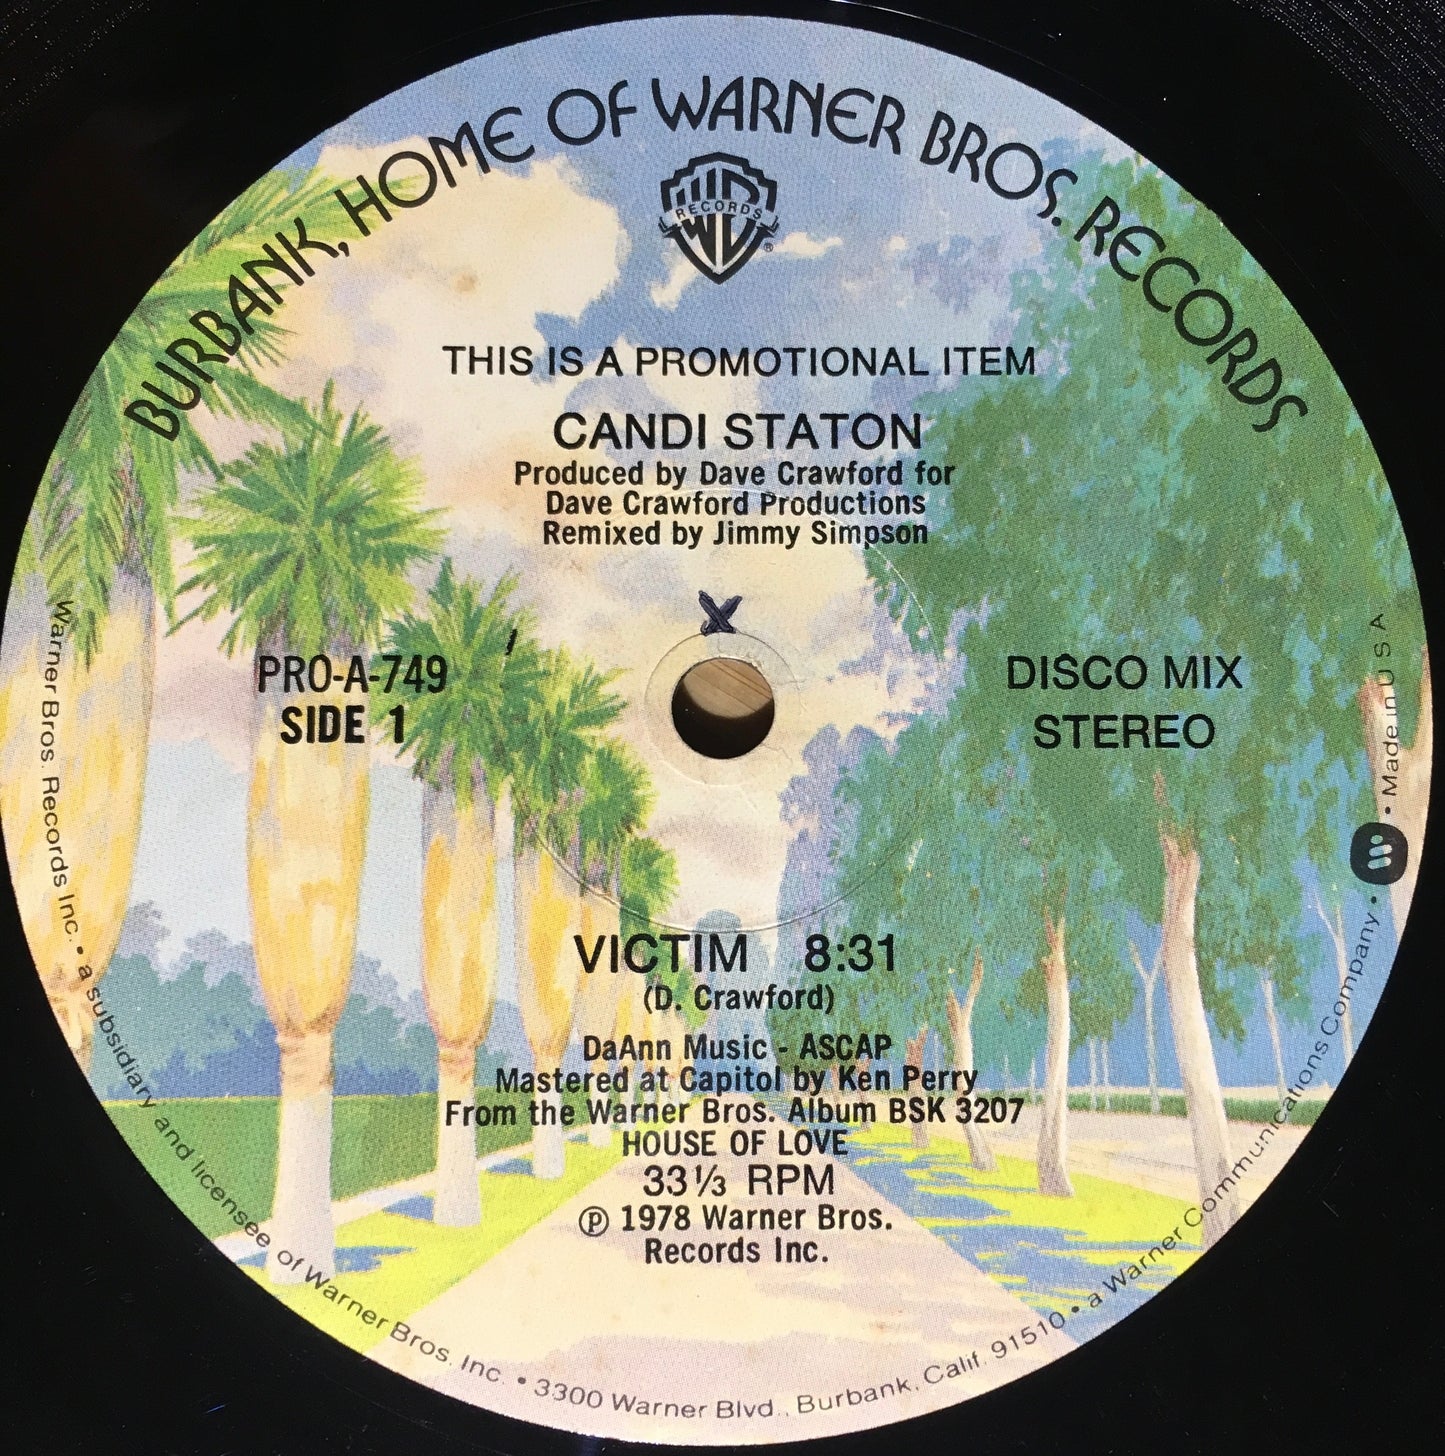 BURBANK, HOME OF WARNER BROS. RECORDS
WB
RECORDS
®
THIS IS A PROMOTIONAL ITEM
CANDI STATON
Produced by Dave Crawford for
Dave Crawford Productions
Remixed by Jimmy Simpson
X
PRO-A-749
SIDE 1
DISCO MIX
STEREO
VICTIM 8:31
(D. Crawford)
DaAnn Music - ASCAP
Mastered at Capitol by Ken Perry
From the Warner Bros. Album BSK 3207
HOUSE OF LOVE
33 1/3 RPM
℗ 1978 Warner Bros.
Records Inc.
Warner Bros. Records Inc. • a subsidiary and licensee of Warner Bros. Inc. • 3300 Warner Blvd., Burbank, Calif. 91510 • a Warner Communications Company • • Made in U S A